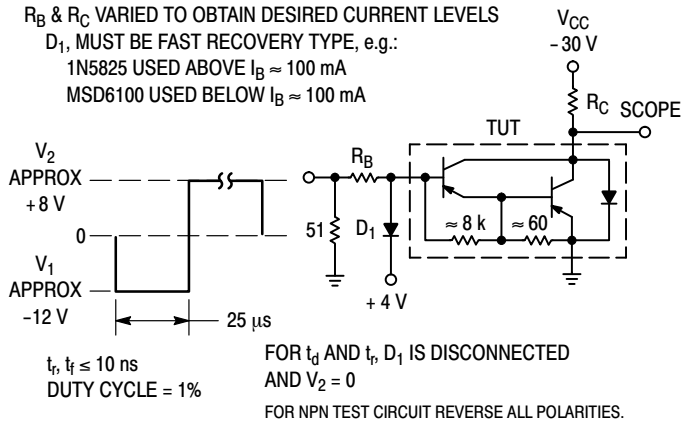 R_B & R_C VARIED TO OBTAIN DESIRED CURRENT LEVELS
D_1, MUST BE FAST RECOVERY TYPE, e.g.:
1N5825 USED ABOVE I_B ≈ 100 mA
MSD6100 USED BELOW I_B ≈ 100 mA
V_CC
- 30 V
R_C
SCOPE
TUT
V_2
APPROX
+ 8 V
0
V_1
APPROX
-12 V
25 μs
R_B
51
D_1
+ 4 V
≈ 8 k
≈ 60
t_r, t_f ≤ 10 ns
DUTY CYCLE = 1%
FOR t_d AND t_r, D_1 IS DISCONNECTED
AND V_2 = 0
FOR NPN TEST CIRCUIT REVERSE ALL POLARITIES.